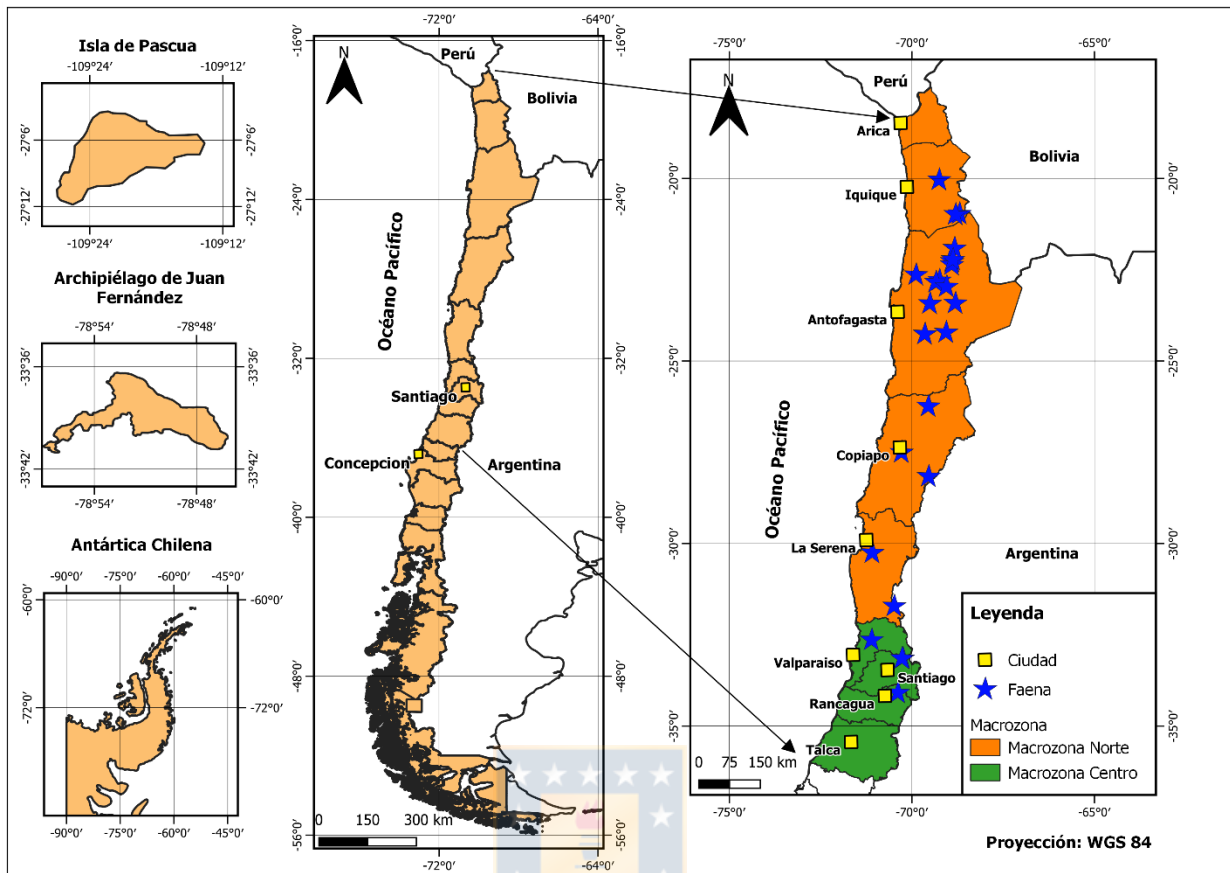 Isla de Pascua
-109°24′ -109°12′
-27°6′ -27°6′
-27°12′ -27°12′
-109°24′ -109°12′
Archipiélago de Juan
Fernández
-78°54′ -78°48′
-33°36′ -33°36′
-33°42′ -33°42′
-78°54′ -78°48′
Antártica Chilena
-90°0′ -75°0′ -60°0′ -45°0′
-60°0′ -60°0′
-72°0′ -72°0′
-90°0′ -75°0′ -60°0′ -45°0′
-72°0′ -64°0′
-16°0′ -16°0′
N
Perú
Bolivia
-24°0′ -24°0′
Océano Pacífico
-32°0′ -32°0′
Santiago
Concepcion
Argentina
-40°0′ -40°0′
-48°0′ -48°0′
0 150 300 km
-56°0′ -56°0′
-72°0′ -64°0′
-75°0′ -70°0′ -65°0′
N
Perú
Arica
Bolivia
-20°0′ -20°0′
Iquique
Antofagasta
-25°0′ -25°0′
Océano Pacífico
Copiapo
-30°0′ -30°0′
La Serena
Argentina
Valparaiso
Santiago
Rancagua
-35°0′ -35°0′
Talca
0 75 150 km
Leyenda
Ciudad
Faena
Macrozona
Macrozona Norte
Macrozona Centro
-75°0′ -70°0′ -65°0′
Proyección: WGS 84